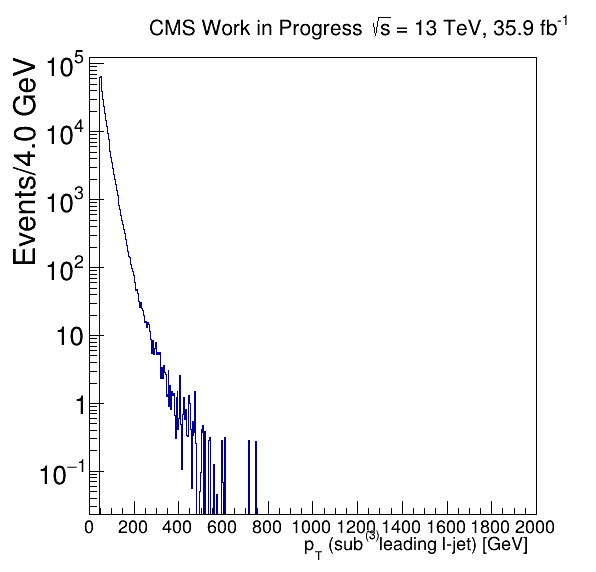 CMS Work in Progress √s = 13 TeV, 35.9 fb⁻¹
Events/4.0 GeV
10⁵
10⁴
10³
10²
10
1
10⁻¹
0 200 400 600 800 1000 1200 1400 1600 1800 2000
p_T (sub⁽³⁾leading l-jet) [GeV]